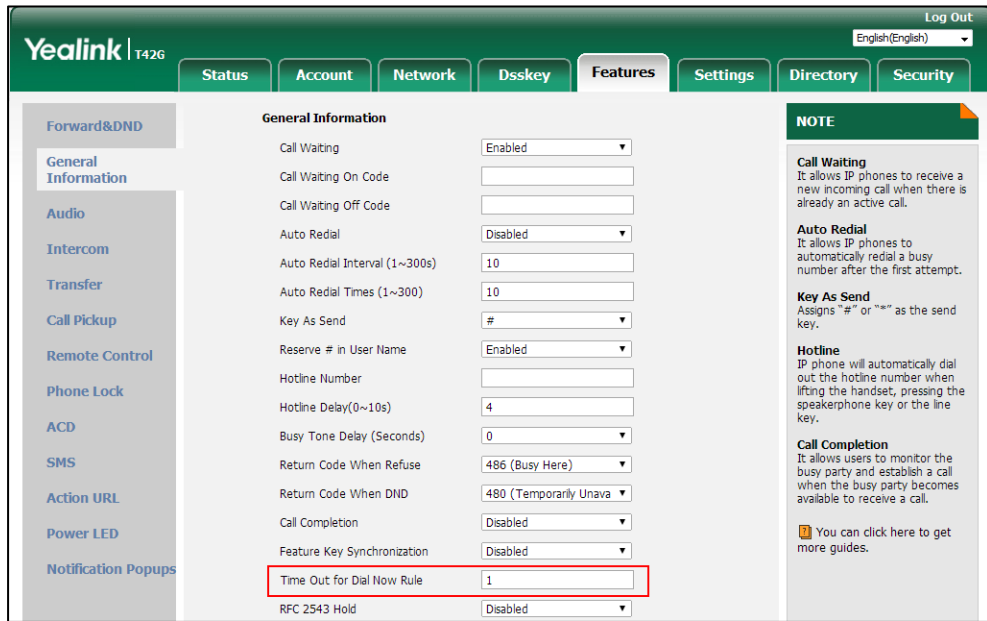 Log Out
Yealink T42G
English(English)
Status Account Network Dsskey Features Settings Directory Security
Forward&DND
General
Information
Audio
Intercom
Transfer
Call Pickup
Remote Control
Phone Lock
ACD
SMS
Action URL
Power LED
Notification Popups
General Information
Call Waiting Enabled
Call Waiting On Code
Call Waiting Off Code
Auto Redial Disabled
Auto Redial Interval (1~300s) 10
Auto Redial Times (1~300) 10
Key As Send #
Reserve # in User Name Enabled
Hotline Number
Hotline Delay(0~10s) 4
Busy Tone Delay (Seconds) 0
Return Code When Refuse 486 (Busy Here)
Return Code When DND 480 (Temporarily Unava
Call Completion Disabled
Feature Key Synchronization Disabled
Time Out for Dial Now Rule 1
RFC 2543 Hold Disabled
NOTE
Call Waiting
It allows IP phones to receive a
new incoming call when there is
already an active call.
Auto Redial
It allows IP phones to
automatically redial a busy
number after the first attempt.
Key As Send
Assigns "#" or "*" as the send
key.
Hotline
IP phone will automatically dial
out the hotline number when
lifting the handset, pressing the
speakerphone key or the line
key.
Call Completion
It allows users to monitor the
busy party and establish a call
when the busy party becomes
available to receive a call.
You can click here to get
more guides.